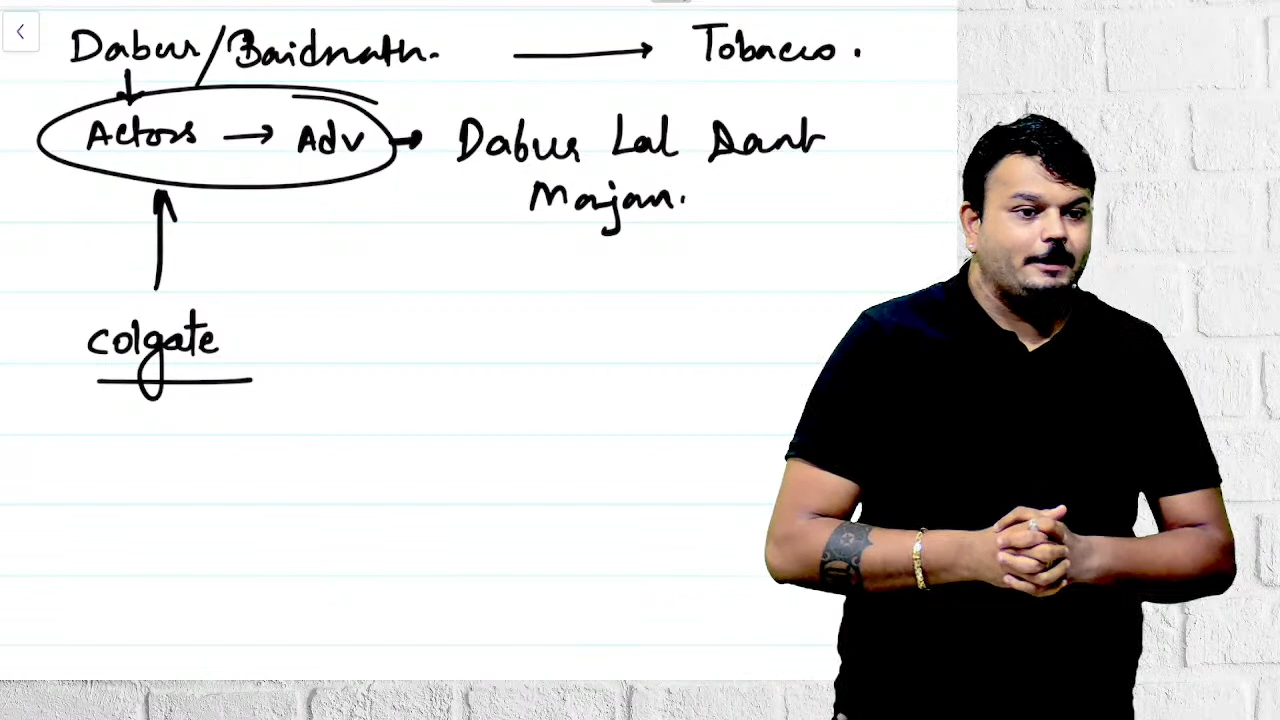 Dabur/Baidnath. → Tobacco.
Actors → Adv → Dabur Lal Dant
Manjan.
Colgate